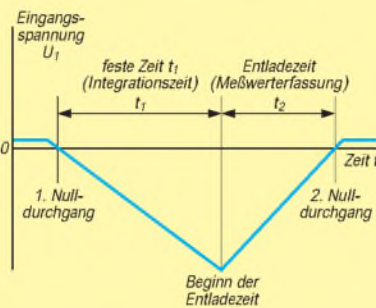 Eingangs-
spannung
U1
feste Zeit t1
(Integrationszeit)
t1
Entladezeit
(Meßwerterfassung)
t2
0
Zeit t
1. Null-
durchgang
2. Null-
durchgang
Beginn der
Entladezeit